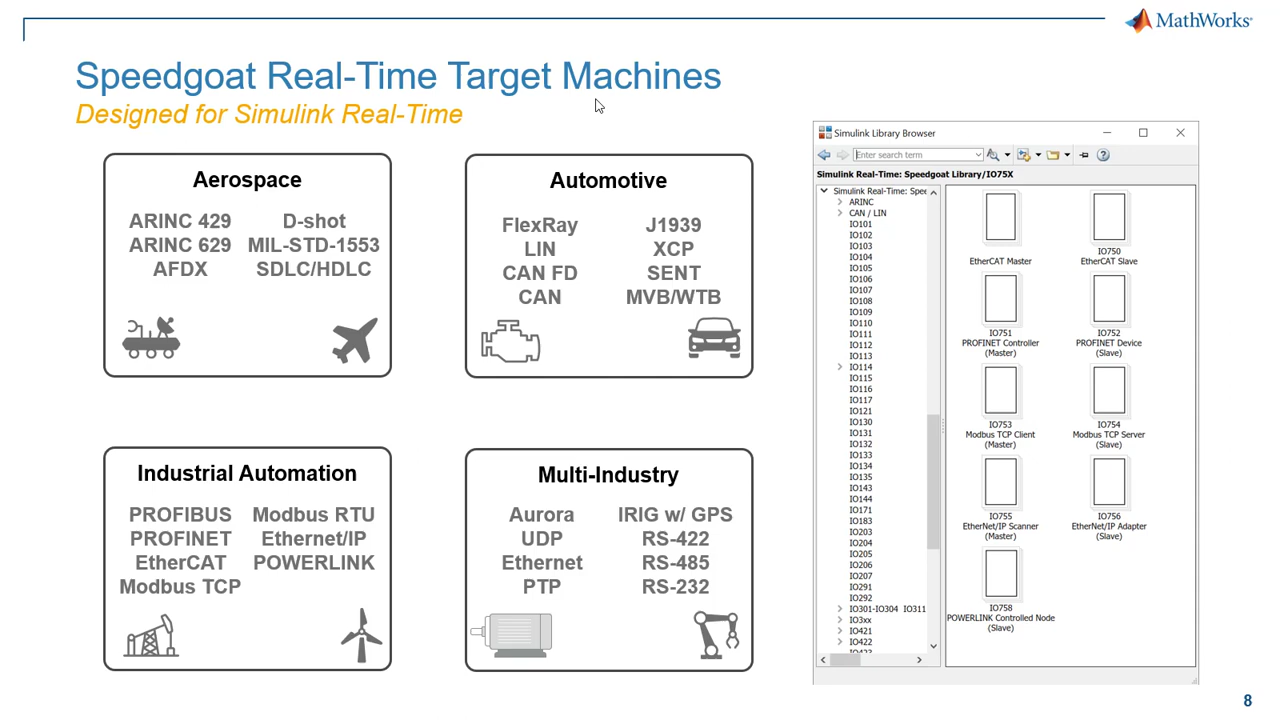 MathWorks®
Speedgoat Real-Time Target Machines
Designed for Simulink Real-Time
Aerospace
ARINC 429 D-shot
ARINC 629 MIL-STD-1553
AFDX SDLC/HDLC
Automotive
FlexRay J1939
LIN XCP
CAN FD SENT
CAN MVB/WTB
Industrial Automation
PROFIBUS Modbus RTU
PROFINET Ethernet/IP
EtherCAT POWERLINK
Modbus TCP
Multi-Industry
Aurora IRIG w/ GPS
UDP RS-422
Ethernet RS-485
PTP RS-232
Simulink Library Browser
Enter search term
Simulink Real-Time: Speedgoat Library/IO75X
Simulink Real-Time: Spee
ARINC
CAN / LIN
IO101
IO102
IO103
IO104
IO105
IO106
IO107
IO108
IO109
IO110
IO111
IO112
IO113
IO114
IO115
IO116
IO117
IO121
IO130
IO131
IO132
IO133
IO134
IO135
IO143
IO144
IO171
IO183
IO203
IO204
IO205
IO206
IO207
IO291
IO292
IO301-IO304 IO311
IO3xx
IO421
IO422
EtherCAT Master
IO750
EtherCAT Slave
IO751
PROFINET Controller
(Master)
IO752
PROFINET Device
(Slave)
IO753
Modbus TCP Client
(Master)
IO754
Modbus TCP Server
(Slave)
IO755
EtherNet/IP Scanner
(Master)
IO756
EtherNet/IP Adapter
(Slave)
IO758
POWERLINK Controlled Node
(Slave)
8